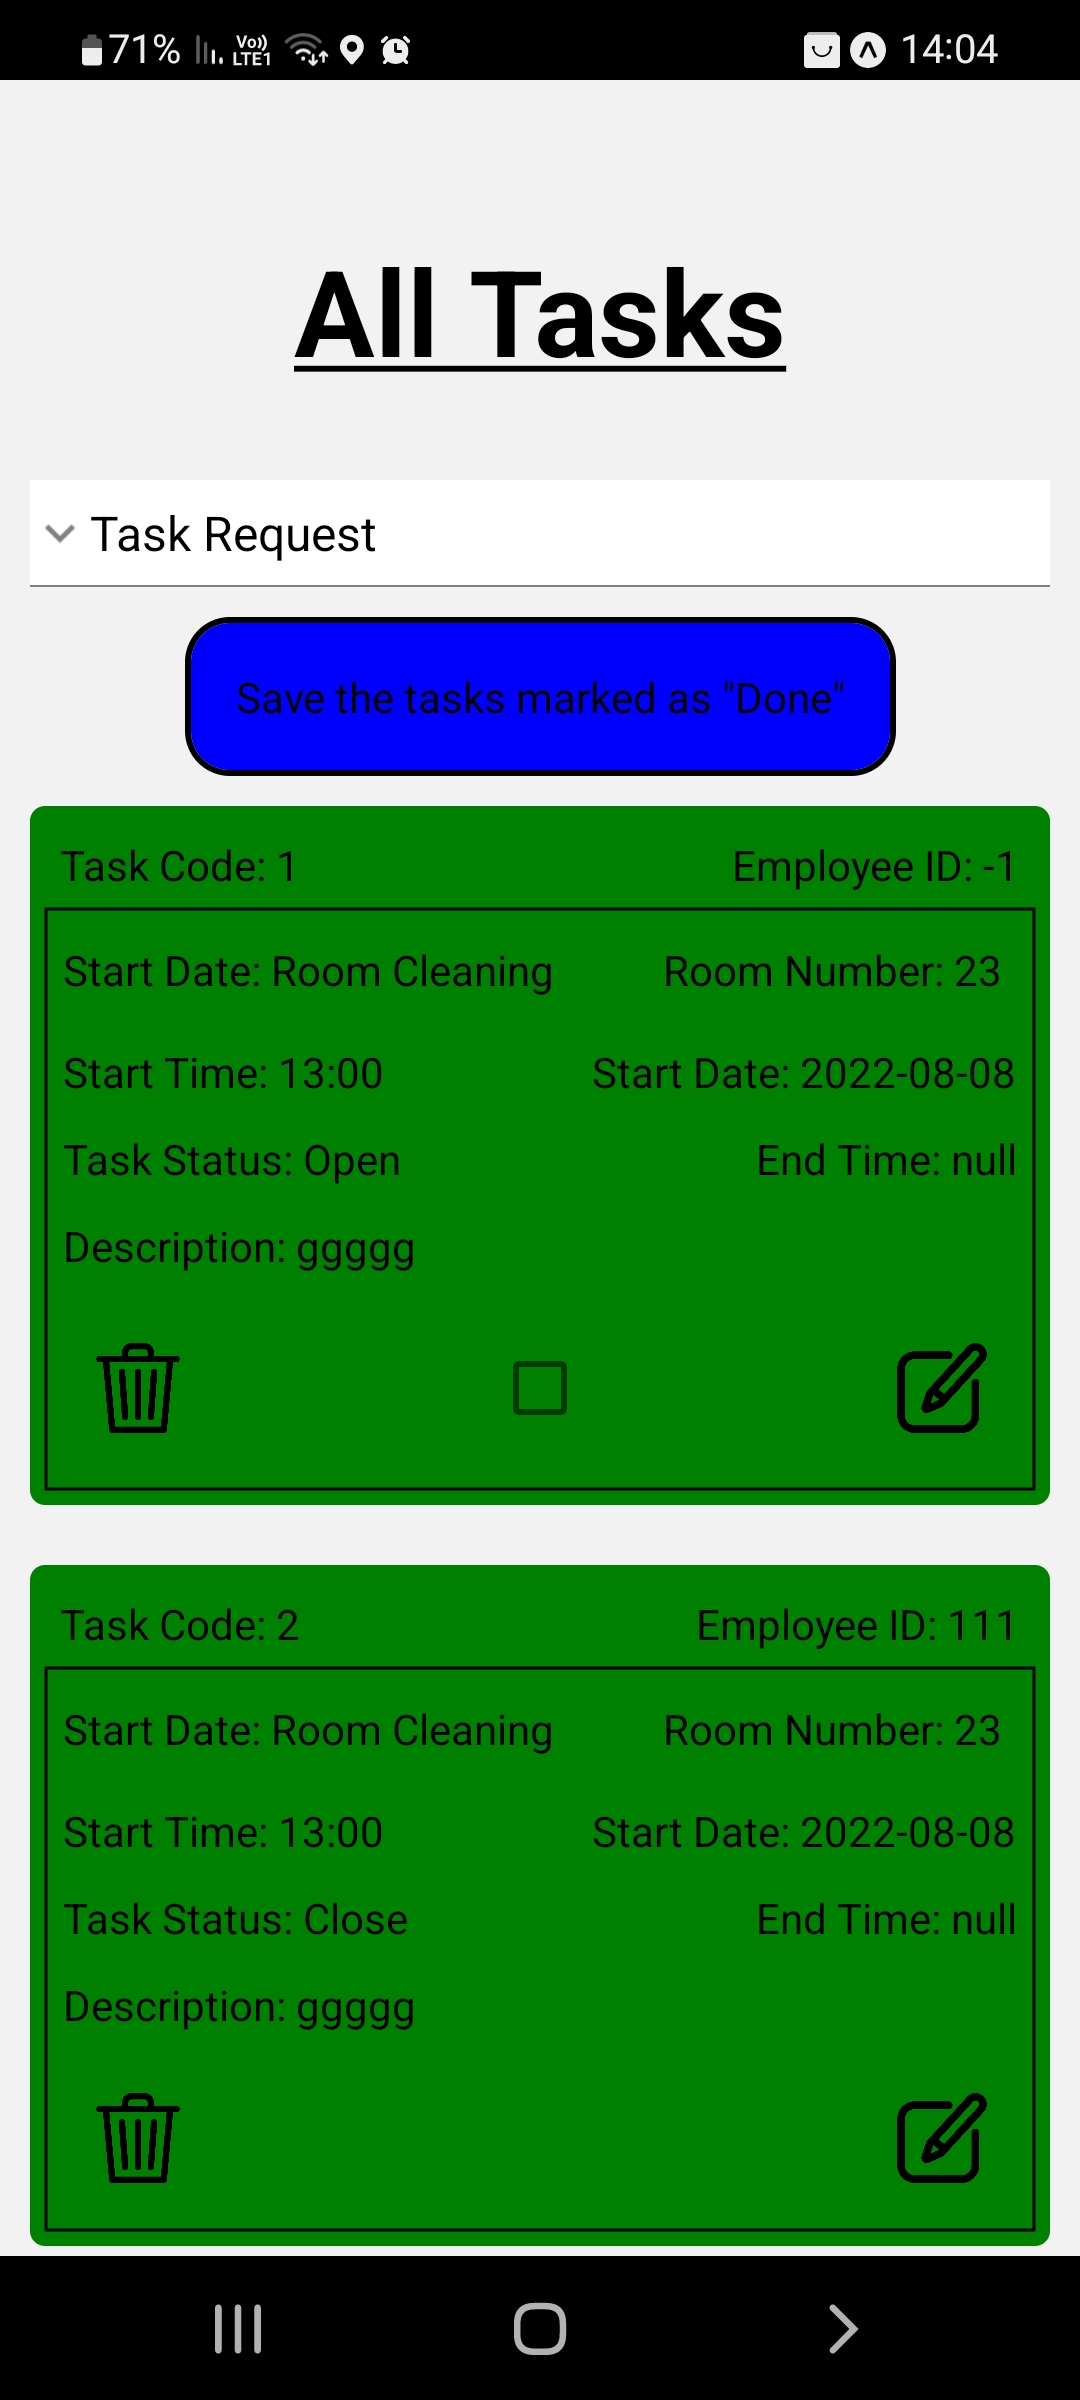 71% Vo)) LTE1 14:04
All Tasks
Task Request
Save the tasks marked as "Done"
Task Code: 1 Employee ID: -1
Start Date: Room Cleaning Room Number: 23
Start Time: 13:00 Start Date: 2022-08-08
Task Status: Open End Time: null
Description: ggggg
Task Code: 2 Employee ID: 111
Start Date: Room Cleaning Room Number: 23
Start Time: 13:00 Start Date: 2022-08-08
Task Status: Close End Time: null
Description: ggggg